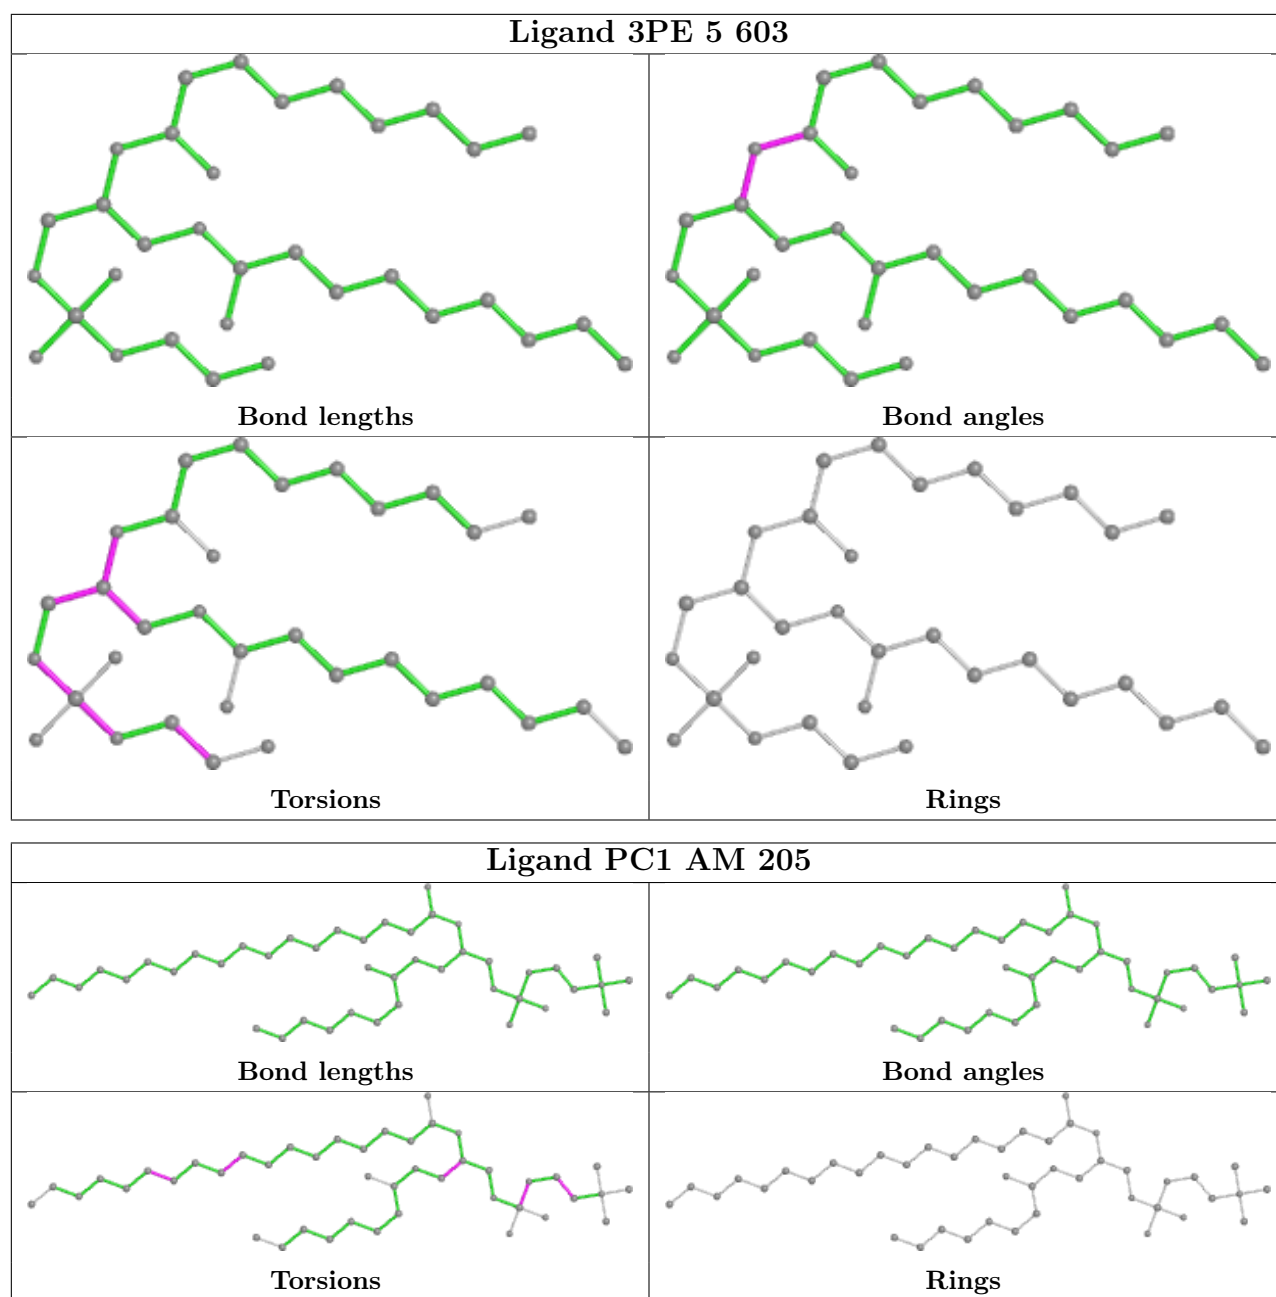 Ligand 3PE 5 603
Bond lengths
Bond angles
Torsions
Rings
Ligand PC1 AM 205
Bond lengths
Bond angles
Torsions
Rings